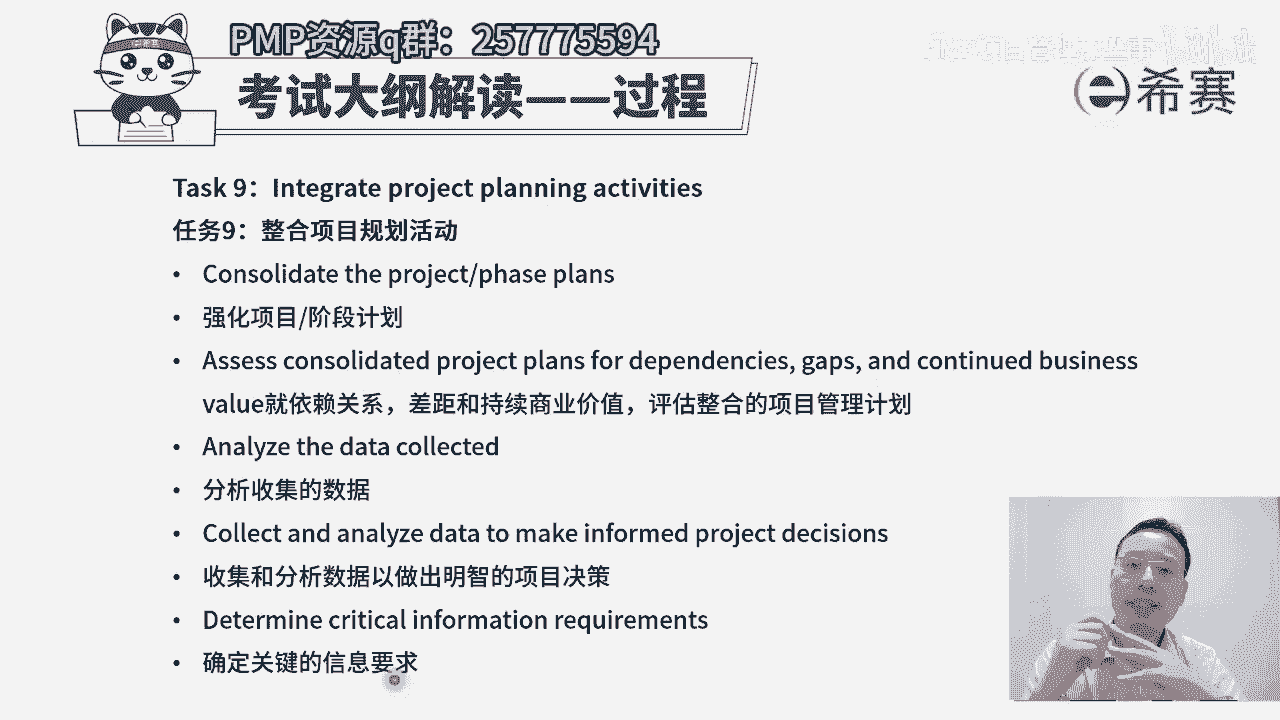 PMP资源q群：257775594
考试大纲解读——过程
希赛
Task 9：Integrate project planning activities
任务9：整合项目规划活动
• Consolidate the project/phase plans
• 强化项目/阶段计划
• Assess consolidated project plans for dependencies, gaps, and continued business
value就依赖关系，差距和持续商业价值，评估整合的项目管理计划
• Analyze the data collected
• 分析收集的数据
• Collect and analyze data to make informed project decisions
• 收集和分析数据以做出明智的项目决策
• Determine critical information requirements
• 确定关键的信息要求